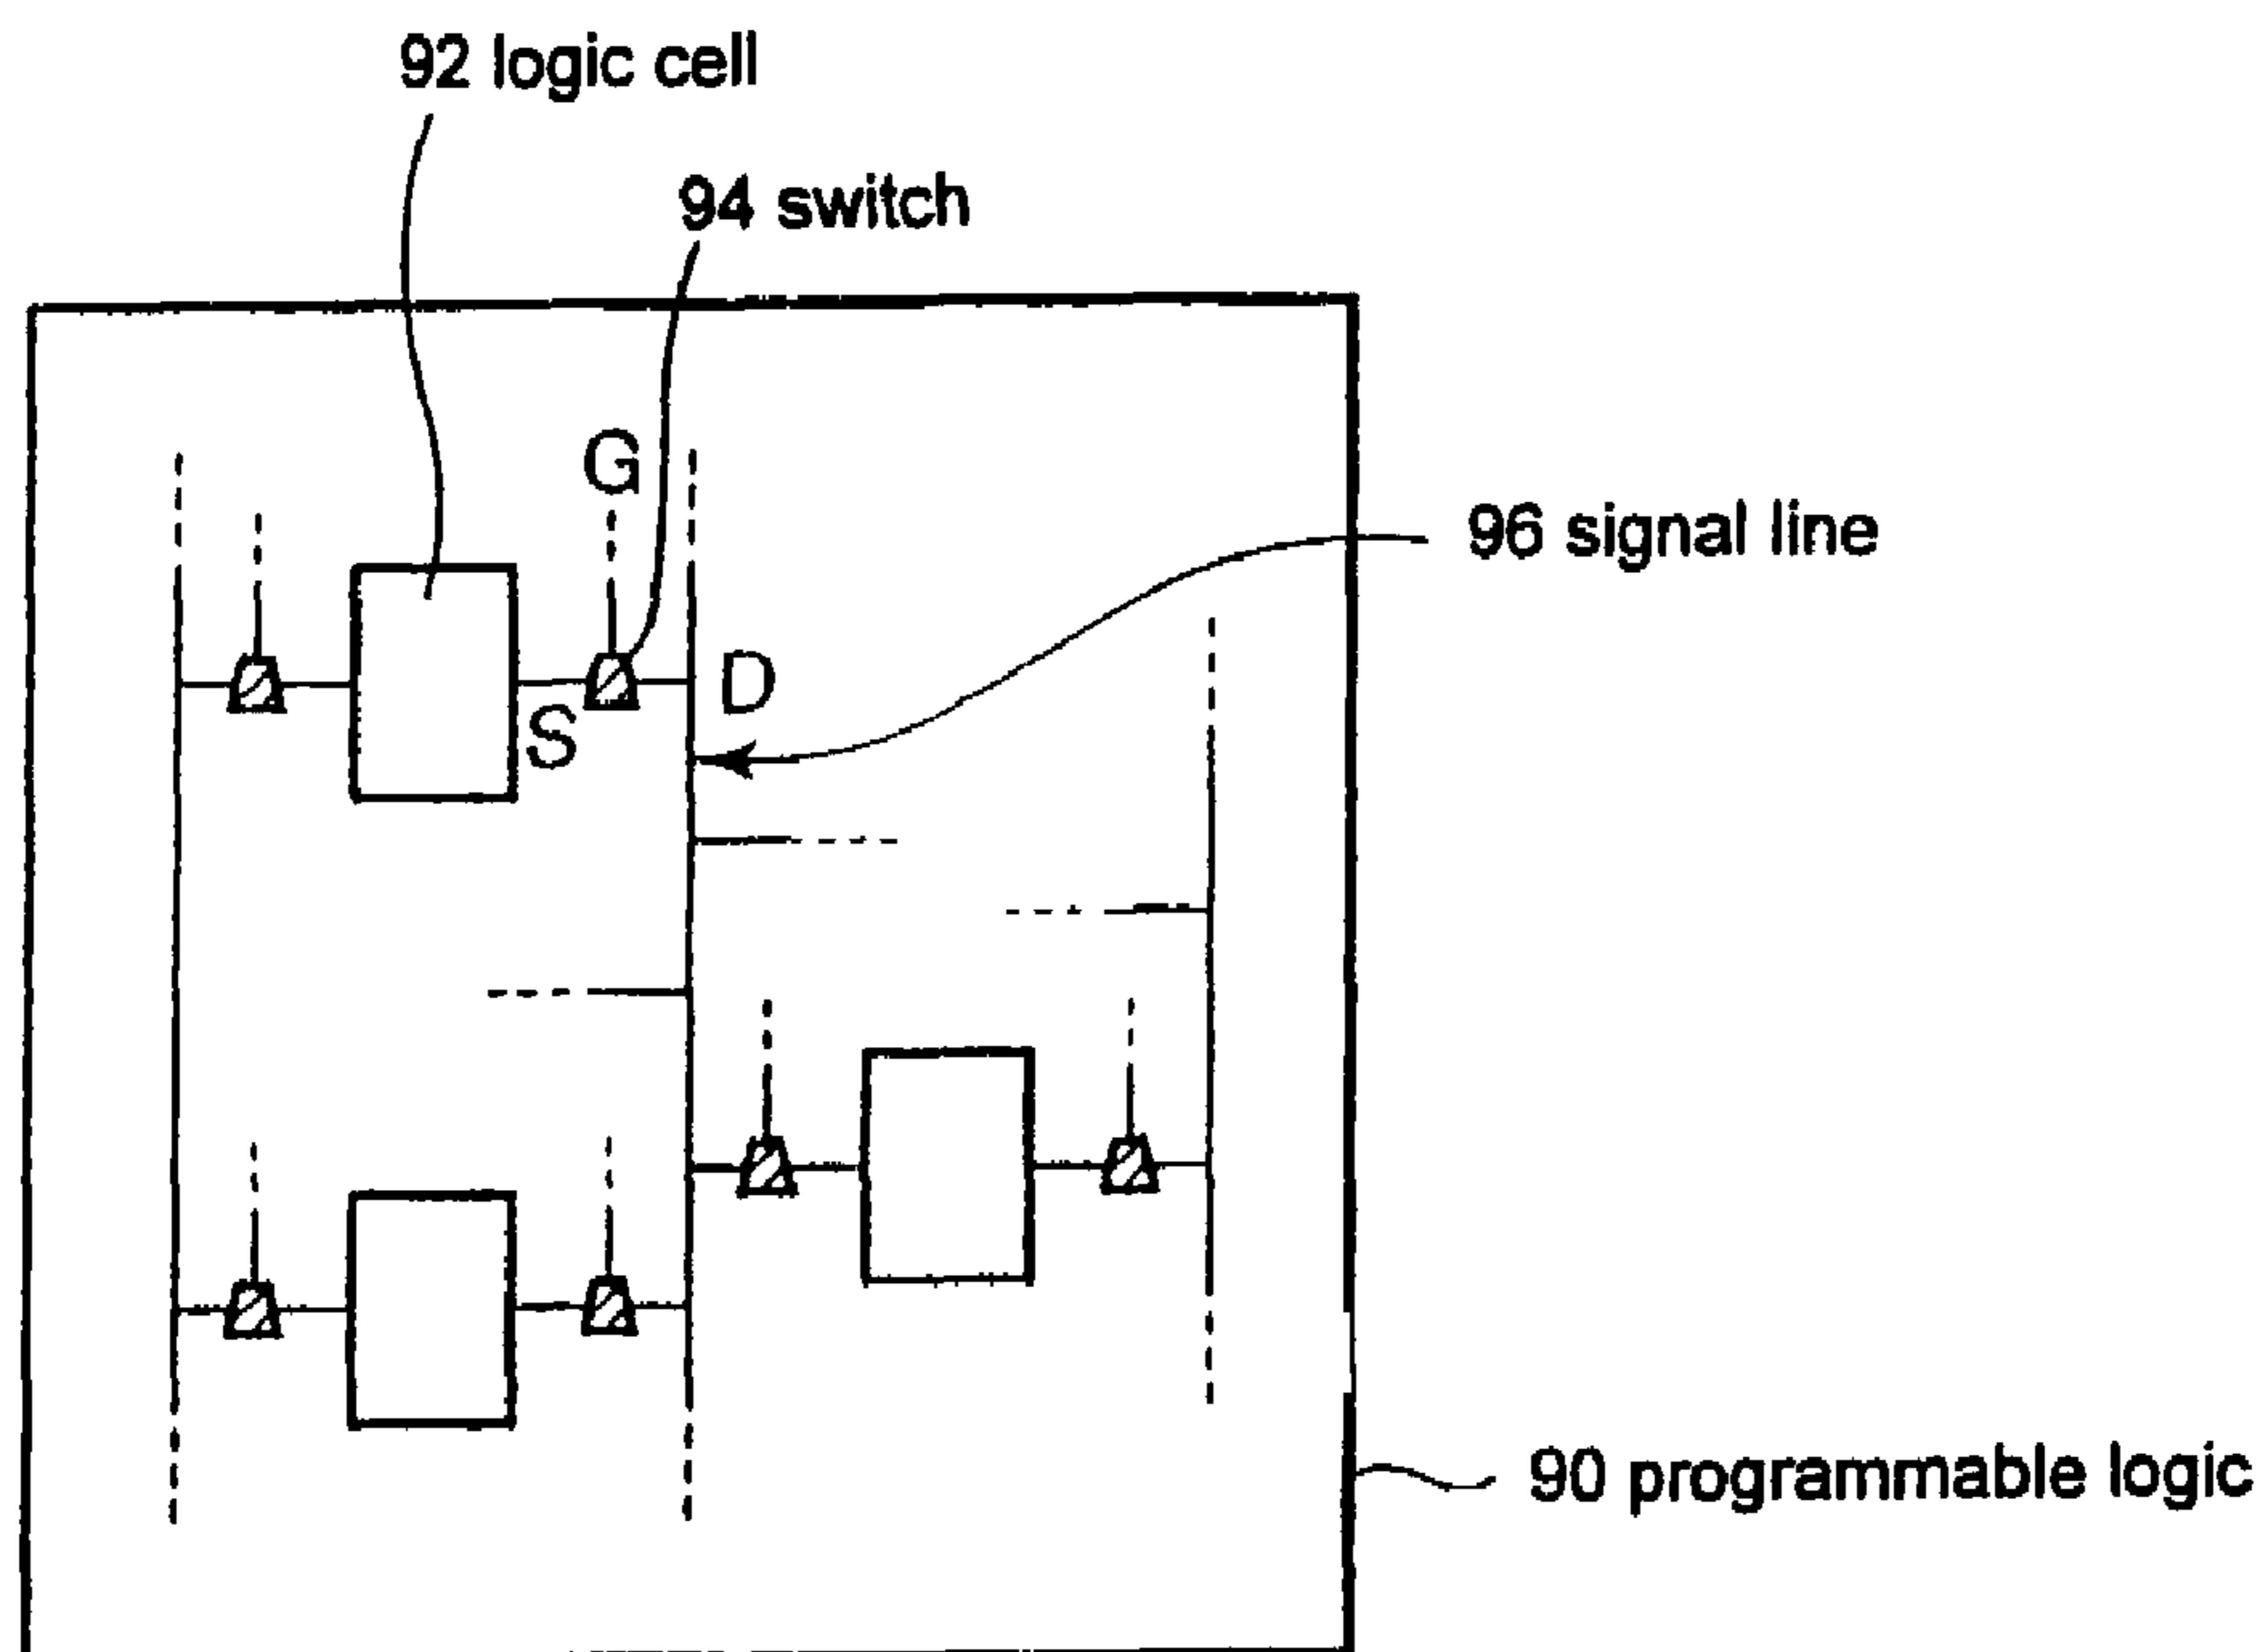 92 logic cell
94 switch
G
96 signal line
D
S
90 programmable logic